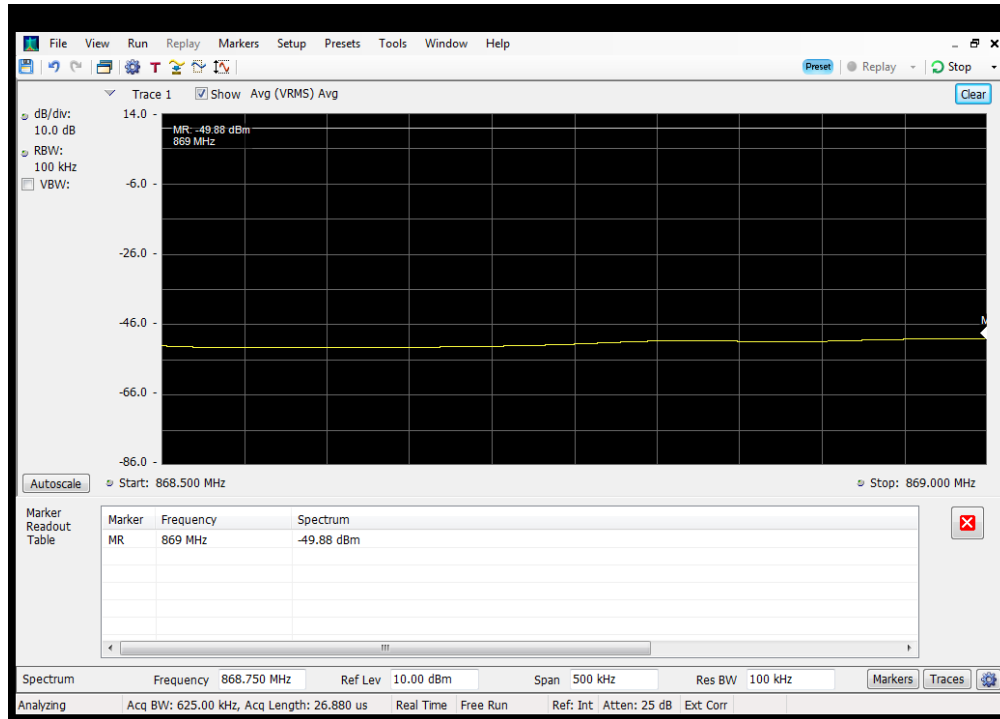 File View Run Replay Markers Setup Presets Tools Window Help
T Preset Replay Stop
Trace 1 Show Avg (VRMS) Avg Clear
dB/div:
10.0 dB
RBW:
100 kHz
VBW:
14.0 -
MR: -49.88 dBm
869 MHz
-6.0 -
-26.0 -
-46.0 -
M
-66.0 -
-86.0 -
Autoscale Start: 868.500 MHz Stop: 869.000 MHz
Marker
Readout
Table
Marker Frequency Spectrum
MR 869 MHz -49.88 dBm
Spectrum Frequency 868.750 MHz Ref Lev 10.00 dBm Span 500 kHz Res BW 100 kHz Markers Traces
Analyzing Acq BW: 625.00 kHz, Acq Length: 26.880 us Real Time Free Run Ref: Int Atten: 25 dB Ext Corr